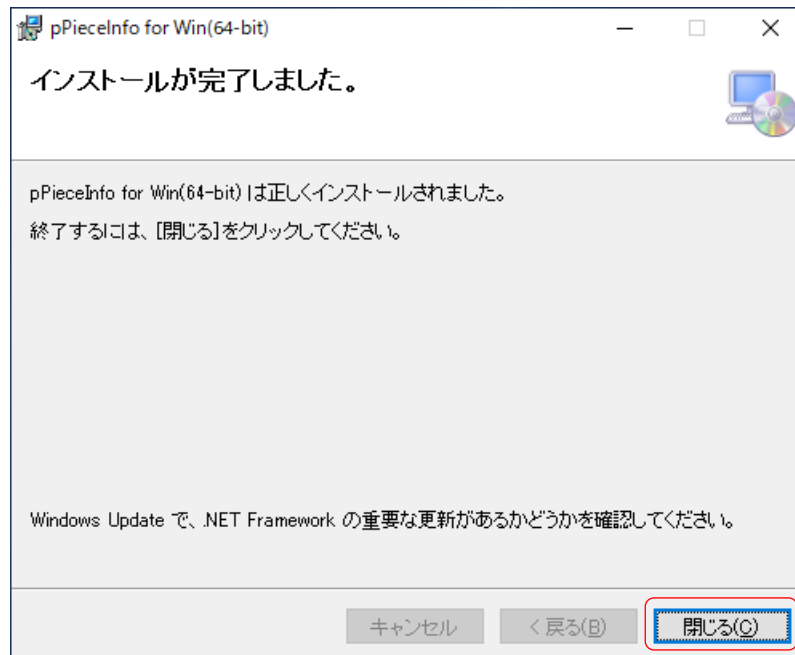 pPieceInfo for Win(64-bit)
インストールが完了しました。
pPieceInfo for Win(64-bit) は正しくインストールされました。
終了するには、[閉じる]をクリックしてください。
Windows Update で、.NET Framework の重要な更新があるかどうかを確認してください。
キャンセル
< 戻る(B)
閉じる(C)